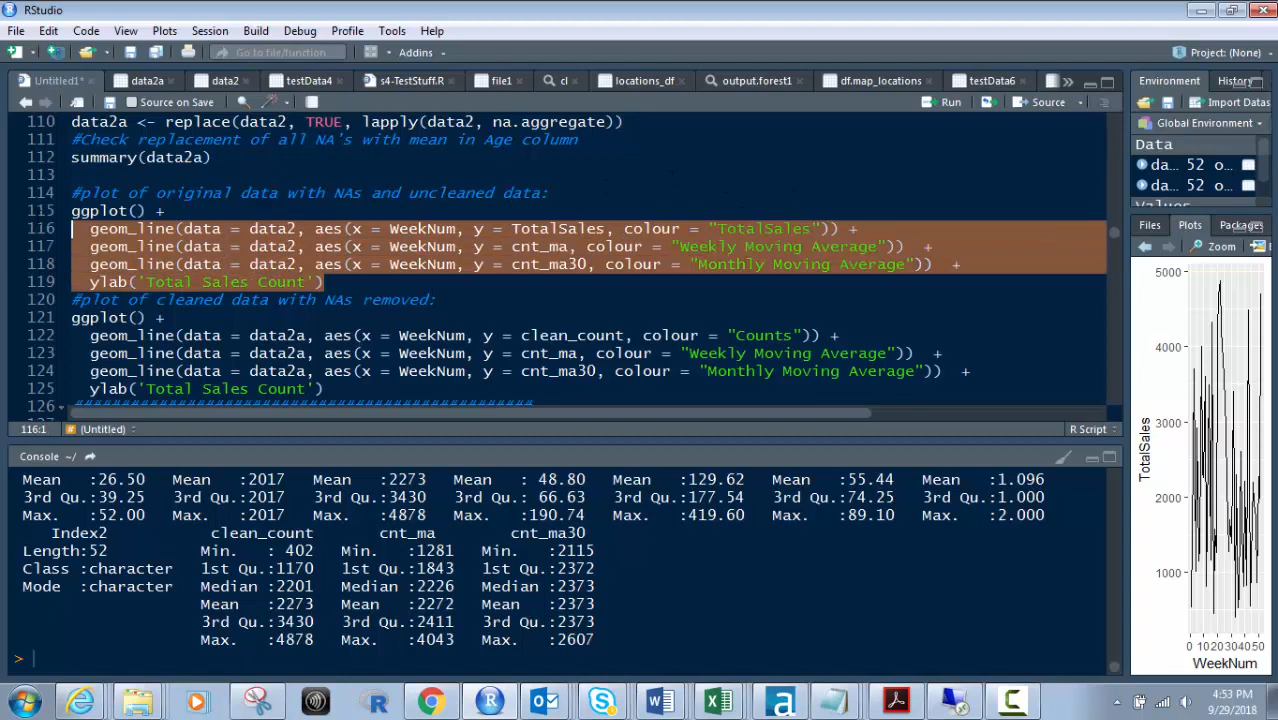 RStudio
File Edit Code View Plots Session Build Debug Profile Tools Help
Go to file/function Addins Project: (None)
Untitled1* data2a data2 testData4 s4-TestStuff.R file1 cl locations_df output.forest1 df.map_locations testData6
Source on Save Run Source
110 data2a <- replace(data2, TRUE, lapply(data2, na.aggregate))
111 #Check replacement of all NA's with mean in Age column
112 summary(data2a)
113
114 #plot of original data with NAs and uncleaned data:
115 ggplot() +
116 geom_line(data = data2, aes(x = WeekNum, y = TotalSales, colour = "TotalSales")) +
117 geom_line(data = data2, aes(x = WeekNum, y = cnt_ma, colour = "Weekly Moving Average")) +
118 geom_line(data = data2, aes(x = WeekNum, y = cnt_ma30, colour = "Monthly Moving Average")) +
119 ylab('Total Sales Count')
120 #plot of cleaned data with NAs removed:
121 ggplot() +
122 geom_line(data = data2a, aes(x = WeekNum, y = clean_count, colour = "Counts")) +
123 geom_line(data = data2a, aes(x = WeekNum, y = cnt_ma, colour = "Weekly Moving Average")) +
124 geom_line(data = data2a, aes(x = WeekNum, y = cnt_ma30, colour = "Monthly Moving Average")) +
125 ylab('Total Sales Count')
126 ##################################################
116:1 # (Untitled) R Script
Console ~/
Mean :26.50 Mean :2017 Mean :2273 Mean : 48.80 Mean :129.62 Mean :55.44 Mean :1.096
3rd Qu.:39.25 3rd Qu.:2017 3rd Qu.:3430 3rd Qu.: 66.63 3rd Qu.:177.54 3rd Qu.:74.25 3rd Qu.:1.000
Max. :52.00 Max. :2017 Max. :4878 Max. :190.74 Max. :419.60 Max. :89.10 Max. :2.000
Index2 clean_count cnt_ma cnt_ma30
Length:52 Min. : 402 Min. :1281 Min. :2115
Class :character 1st Qu.:1170 1st Qu.:1843 1st Qu.:2372
Mode :character Median :2201 Median :2226 Median :2373
Mean :2273 Mean :2272 Mean :2373
3rd Qu.:3430 3rd Qu.:2411 3rd Qu.:2600
Max. :4878 Max. :4043 Max. :2607
>
Environment History
Import Datas
Global Environment
Data
da… 52 o…
da… 52 o…
Values
Files Plots Packages
Zoom
5000
4000
3000
2000
1000
TotalSales
0 10 20 30 40 50
WeekNum
4:53 PM
9/29/2018